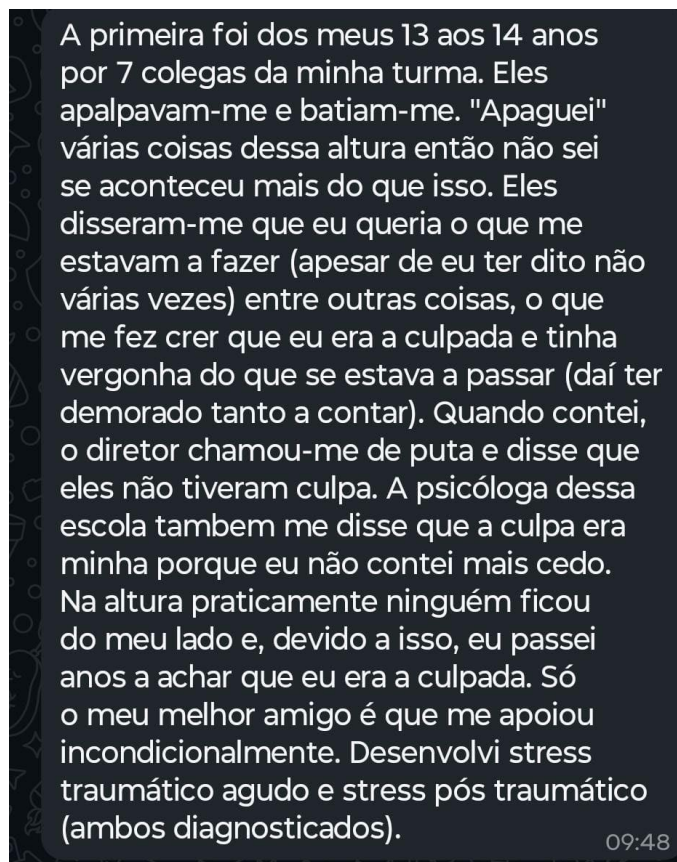 A primeira foi dos meus 13 aos 14 anos
por 7 colegas da minha turma. Eles
apalpavam-me e batiam-me. "Apaguei"
várias coisas dessa altura então não sei
se aconteceu mais do que isso. Eles
disseram-me que eu queria o que me
estavam a fazer (apesar de eu ter dito não
várias vezes) entre outras coisas, o que
me fez crer que eu era a culpada e tinha
vergonha do que se estava a passar (daí ter
demorado tanto a contar). Quando contei,
o diretor chamou-me de puta e disse que
eles não tiveram culpa. A psicóloga dessa
escola tambem me disse que a culpa era
minha porque eu não contei mais cedo.
Na altura praticamente ninguém ficou
do meu lado e, devido a isso, eu passei
anos a achar que eu era a culpada. Só
o meu melhor amigo é que me apoiou
incondicionalmente. Desenvolvi stress
traumático agudo e stress pós traumático
(ambos diagnosticados).
09:48